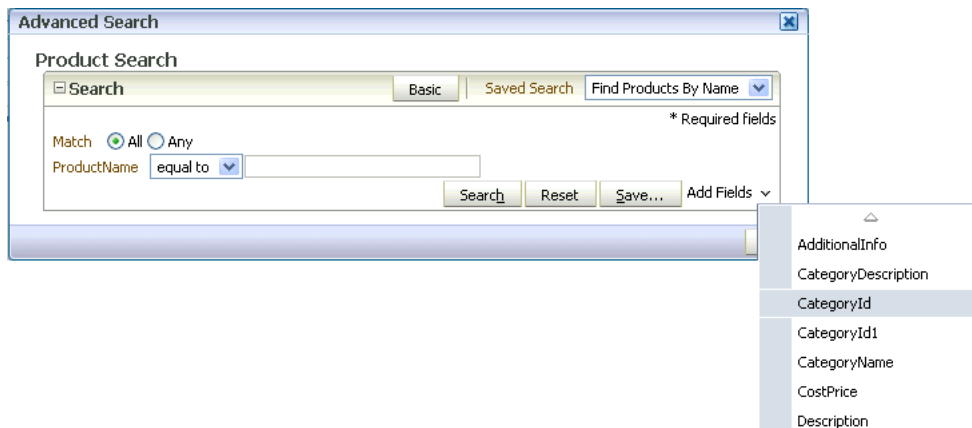 Advanced Search
Product Search
Search Basic Saved Search Find Products By Name
* Required fields
Match All Any
ProductName equal to
Search Reset Save... Add Fields
AdditionalInfo
CategoryDescription
CategoryId
CategoryId1
CategoryName
CostPrice
Description